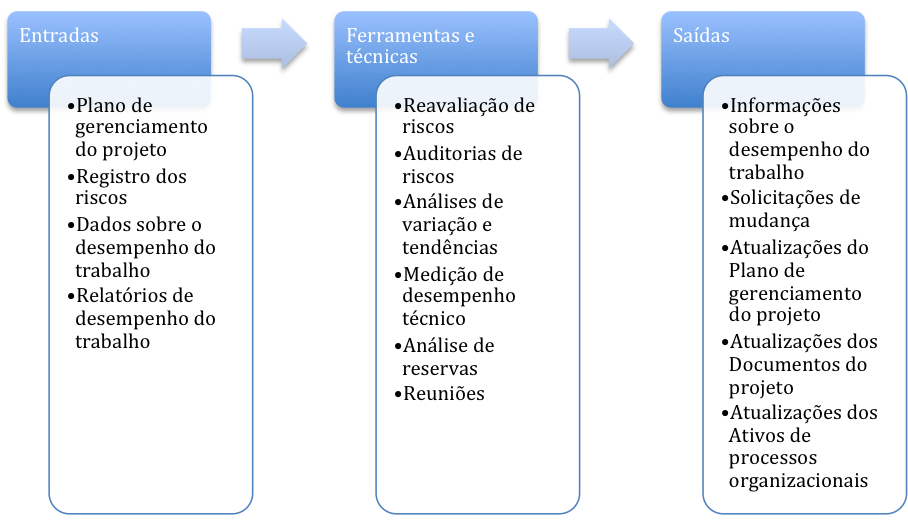 Entradas
•Plano de
gerenciamento
do projeto
•Registro dos
riscos
•Dados sobre o
desempenho do
trabalho
•Relatórios de
desempenho do
trabalho
Ferramentas e
técnicas
•Reavaliação de
riscos
•Auditorias de
riscos
•Análises de
variação e
tendências
•Medição de
desempenho
técnico
•Análise de
reservas
•Reuniões
Saídas
•Informações
sobre o
desempenho do
trabalho
•Solicitações de
mudança
•Atualizações do
Plano de
gerenciamento
do projeto
•Atualizações dos
Documentos do
projeto
•Atualizações dos
Ativos de
processos
organizacionais